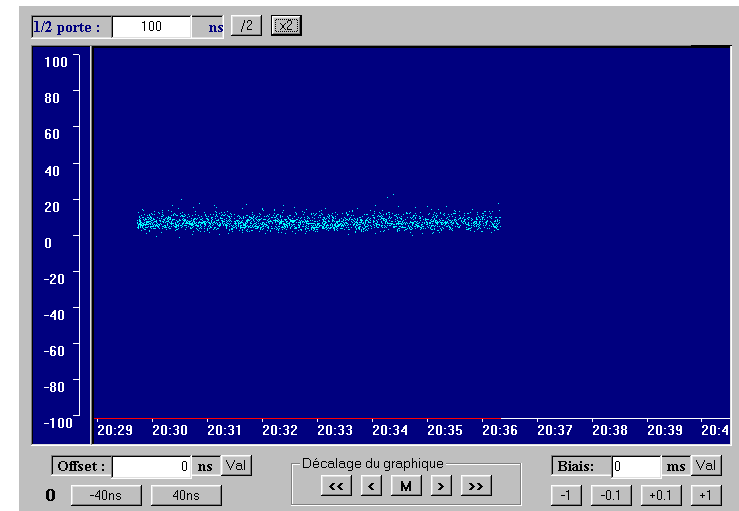 1/2 porte : 100 ns /2 x2
100
80
60
40
20
0
-20
-40
-60
-80
-100
20:29 20:30 20:31 20:32 20:33 20:34 20:35 20:36 20:37 20:38 20:39 20:4
Offset : 0 ns Val
Décalage du graphique
Biais: 0 ms Val
0 -40ns 40ns
<< < M > >>
-1 -0.1 +0.1 +1